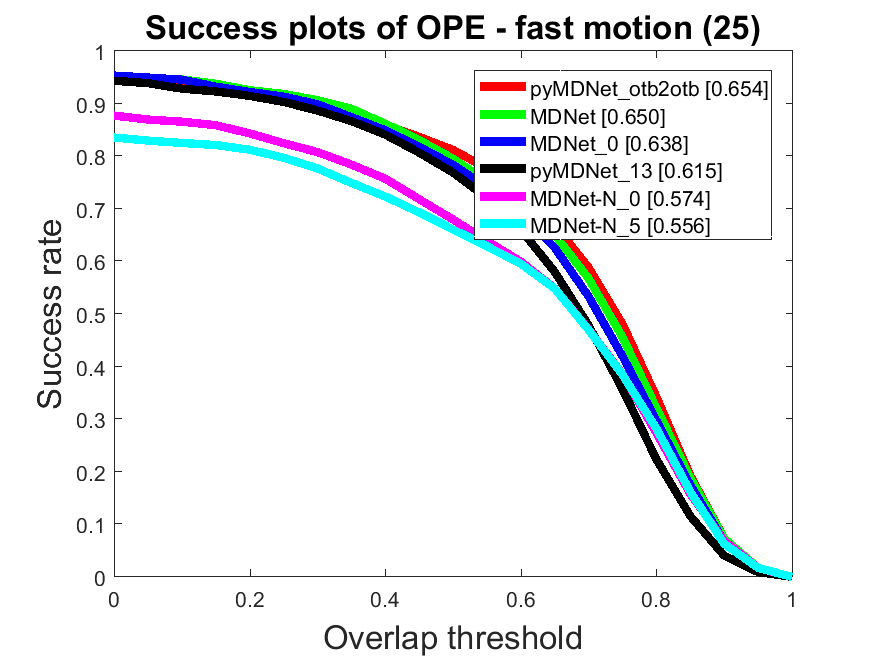 Success plots of OPE - fast motion (25)
1
0.9
0.8
0.7
0.6
0.5
0.4
0.3
0.2
0.1
0
Success rate
pyMDNet_otb2otb [0.654]
MDNet [0.650]
MDNet_0 [0.638]
pyMDNet_13 [0.615]
MDNet-N_0 [0.574]
MDNet-N_5 [0.556]
0 0.2 0.4 0.6 0.8 1
Overlap threshold